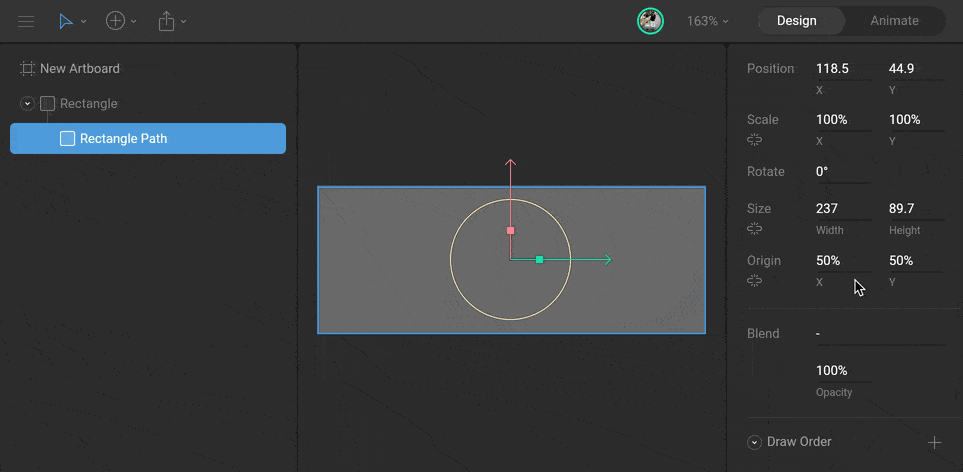 163% Design Animate
New Artboard
Rectangle
Rectangle Path
Position 118.5 44.9
X Y
Scale 100% 100%
X Y
Rotate 0°
Size 237 89.7
Width Height
Origin 50% 50%
X Y
Blend -
100%
Opacity
Draw Order